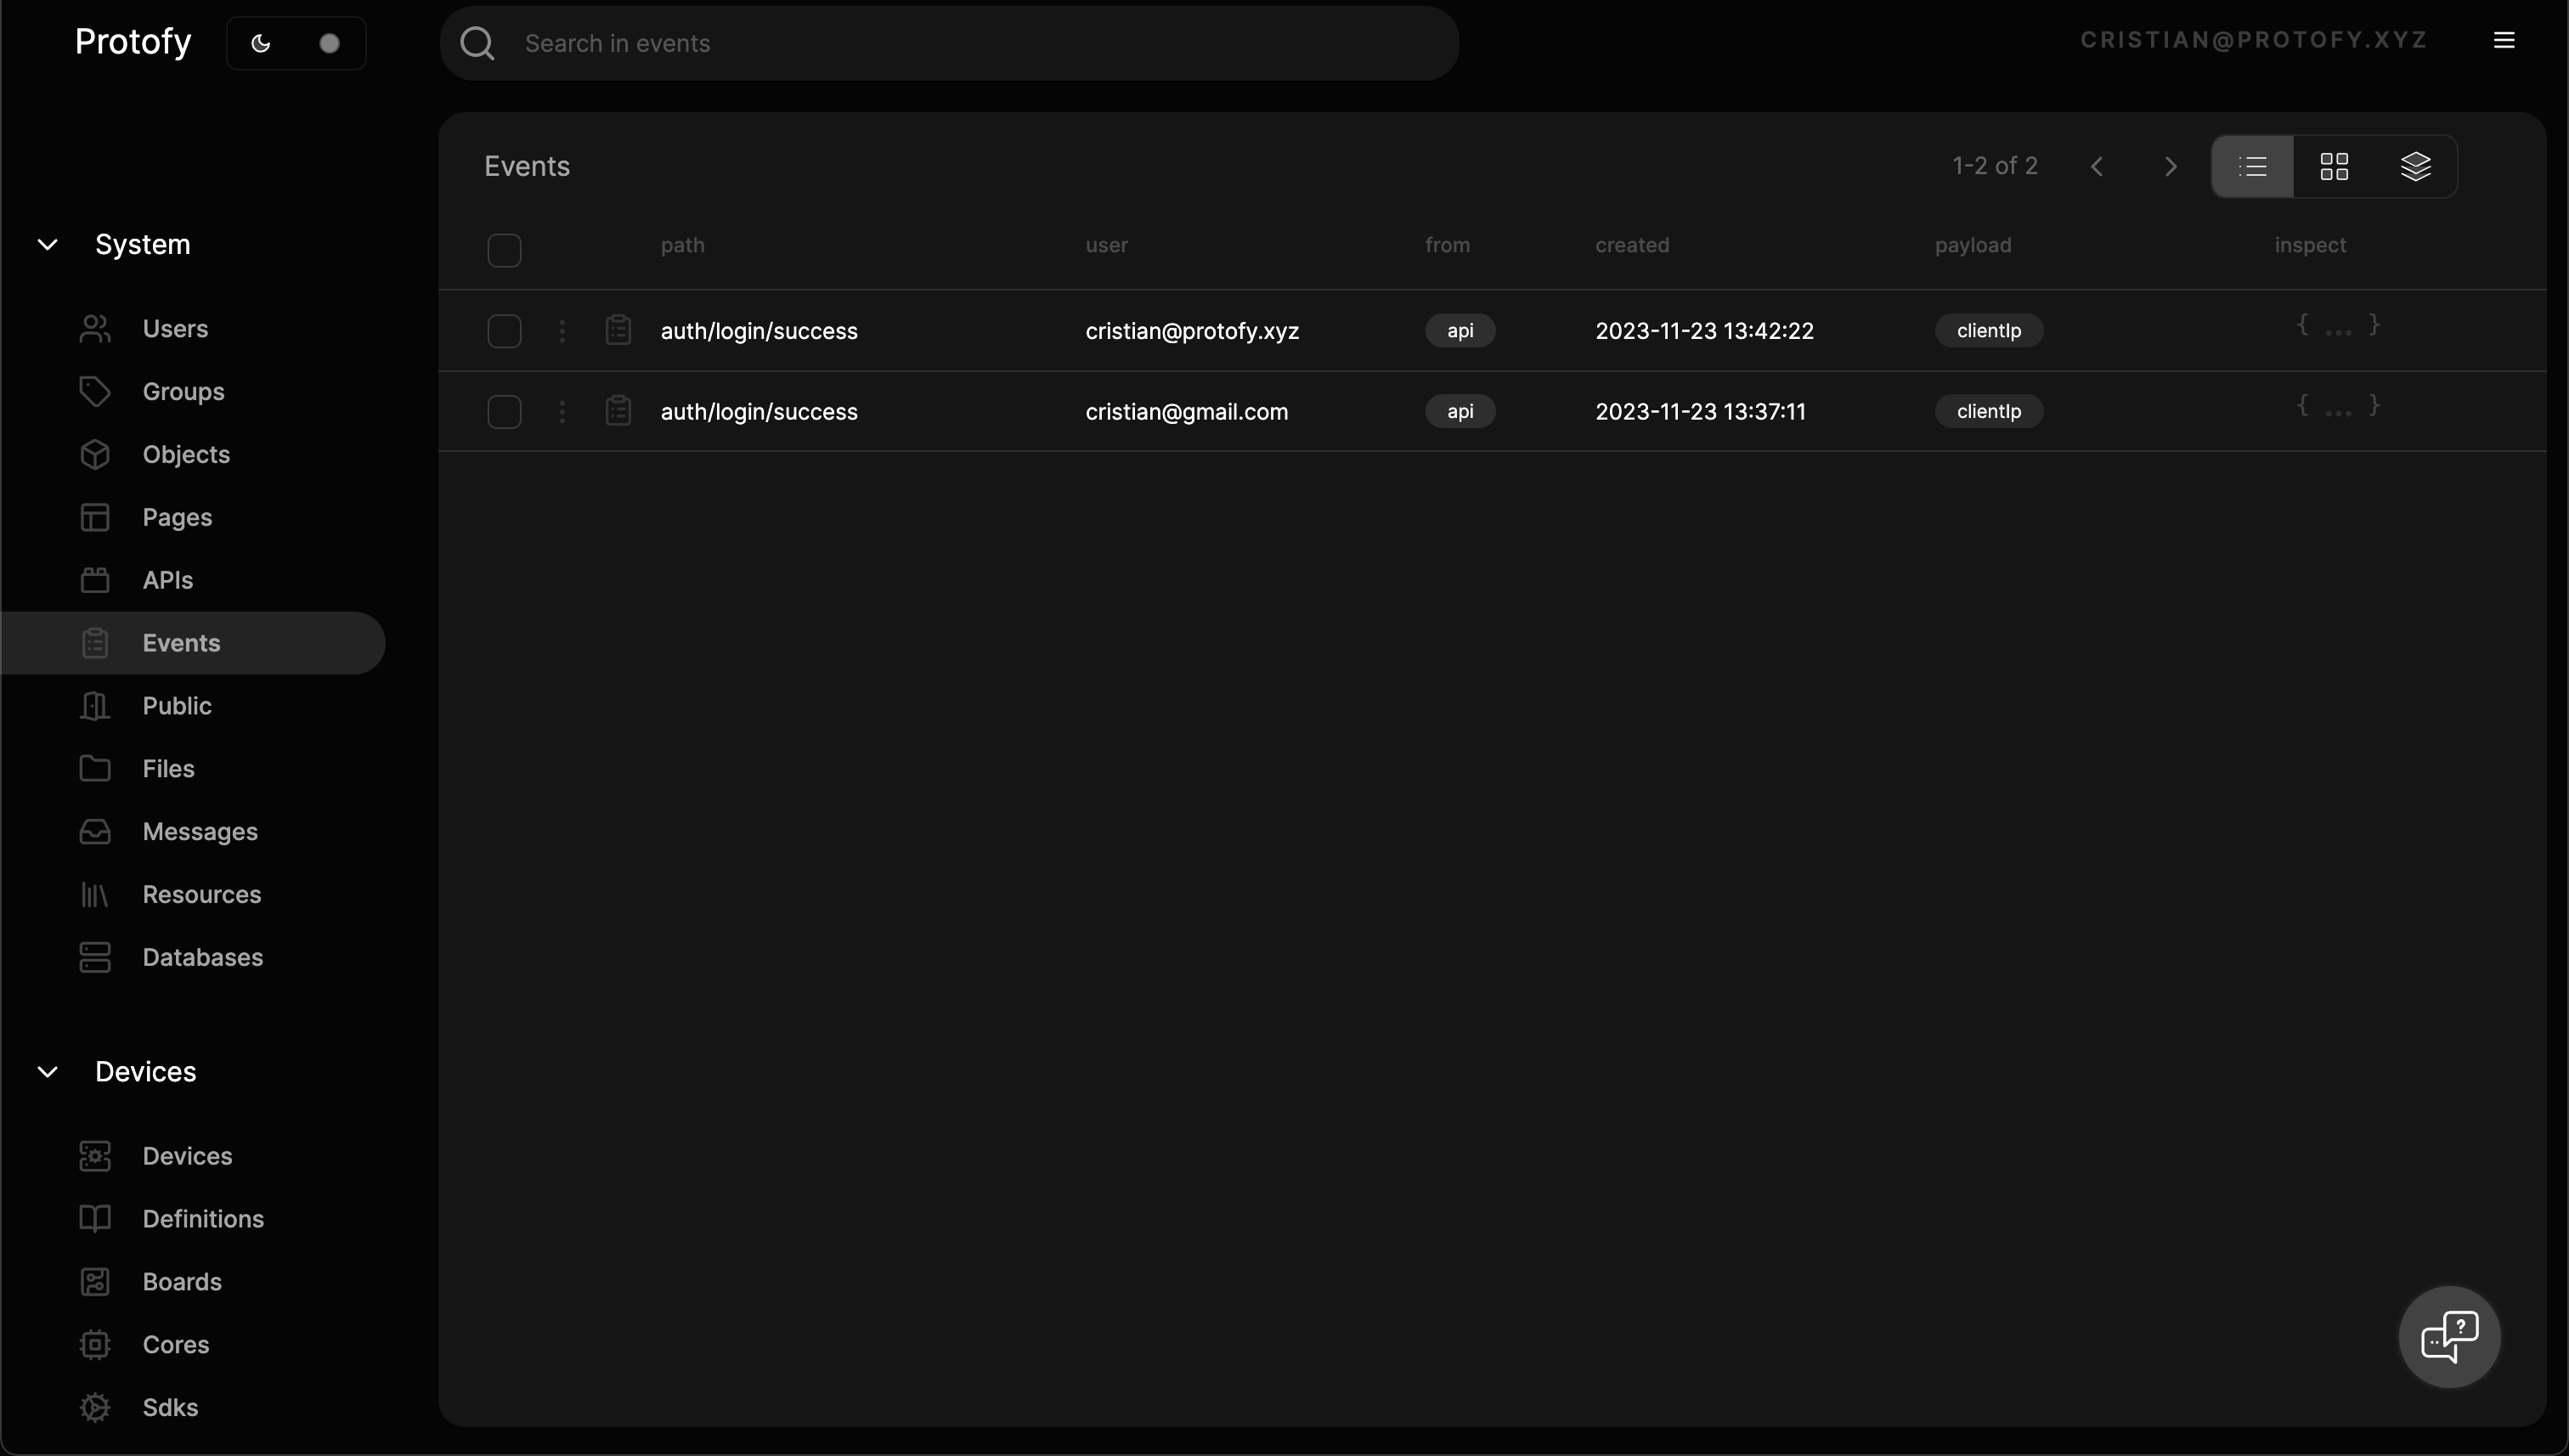 Protofy
Search in events
CRISTIAN@PROTOFY.XYZ
System
Users
Groups
Objects
Pages
APIs
Events
Public
Files
Messages
Resources
Databases
Devices
Devices
Definitions
Boards
Cores
Sdks
Events
1-2 of 2
path user from created payload inspect
auth/login/success cristian@protofy.xyz api 2023-11-23 13:42:22 clientIp { ... }
auth/login/success cristian@gmail.com api 2023-11-23 13:37:11 clientIp { ... }
?